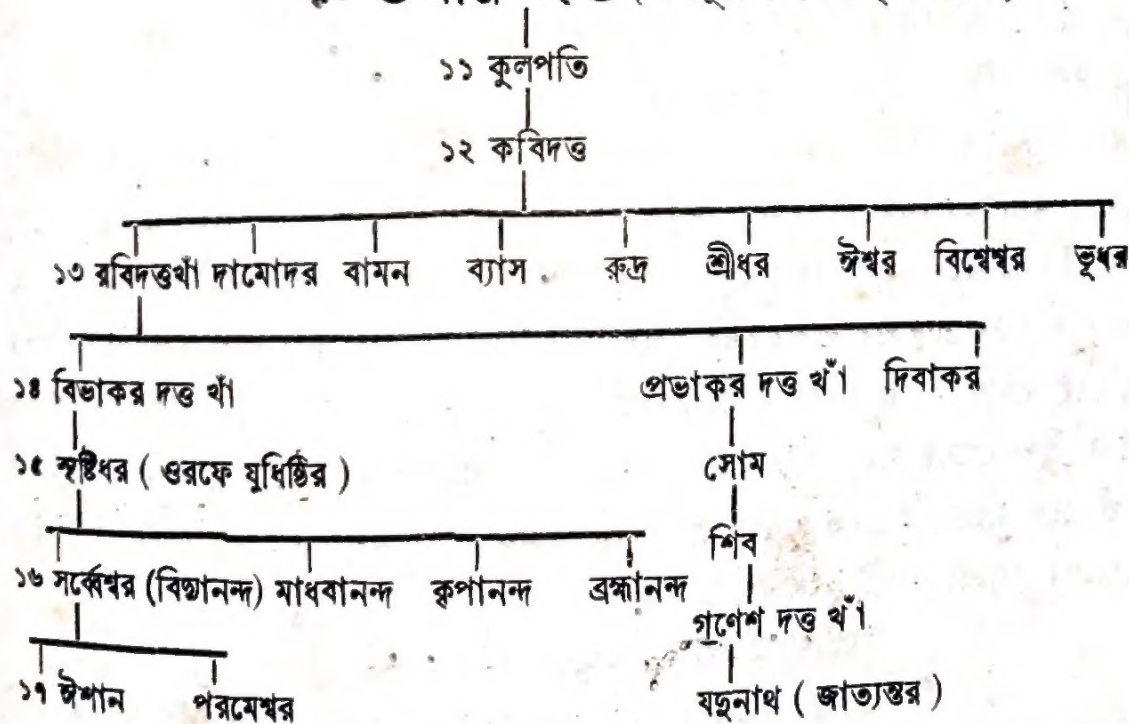 ১১ কুলপতি
১২ কবিদত্ত
১৩ রবিদত্তখাঁ দামোদর বামন ব্যাস রুদ্র শ্রীধর ঈশ্বর বিশ্বেশ্বর ভূধর
১৪ বিভাকর দত্ত খাঁ প্রভাকর দত্ত খাঁ দিবাকর
১৫ সৃষ্টিধর ( ওরফে যুধিষ্ঠির ) সোম
শিব
১৬ সর্ব্বেশ্বর (বিদ্যানন্দ) মাধবানন্দ কৃপানন্দ ব্রহ্মানন্দ
গণেশ দত্ত খাঁ
১৭ ঈশান পরমেশ্বর যদুনাথ ( জাত্যন্তর )